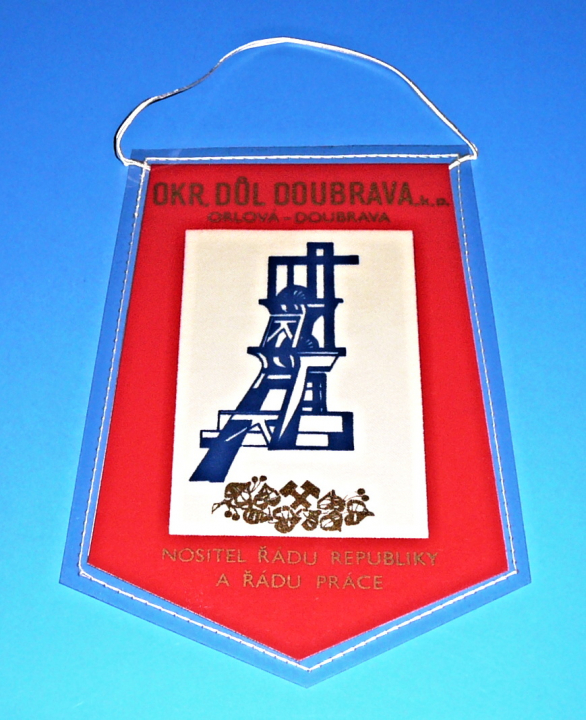 OKR, DŮL DOUBRAVA,k.p.
ORLOVÁ - DOUBRAVA
NOSITEL ŘÁDU REPUBLIKY
A ŘÁDU PRÁCE